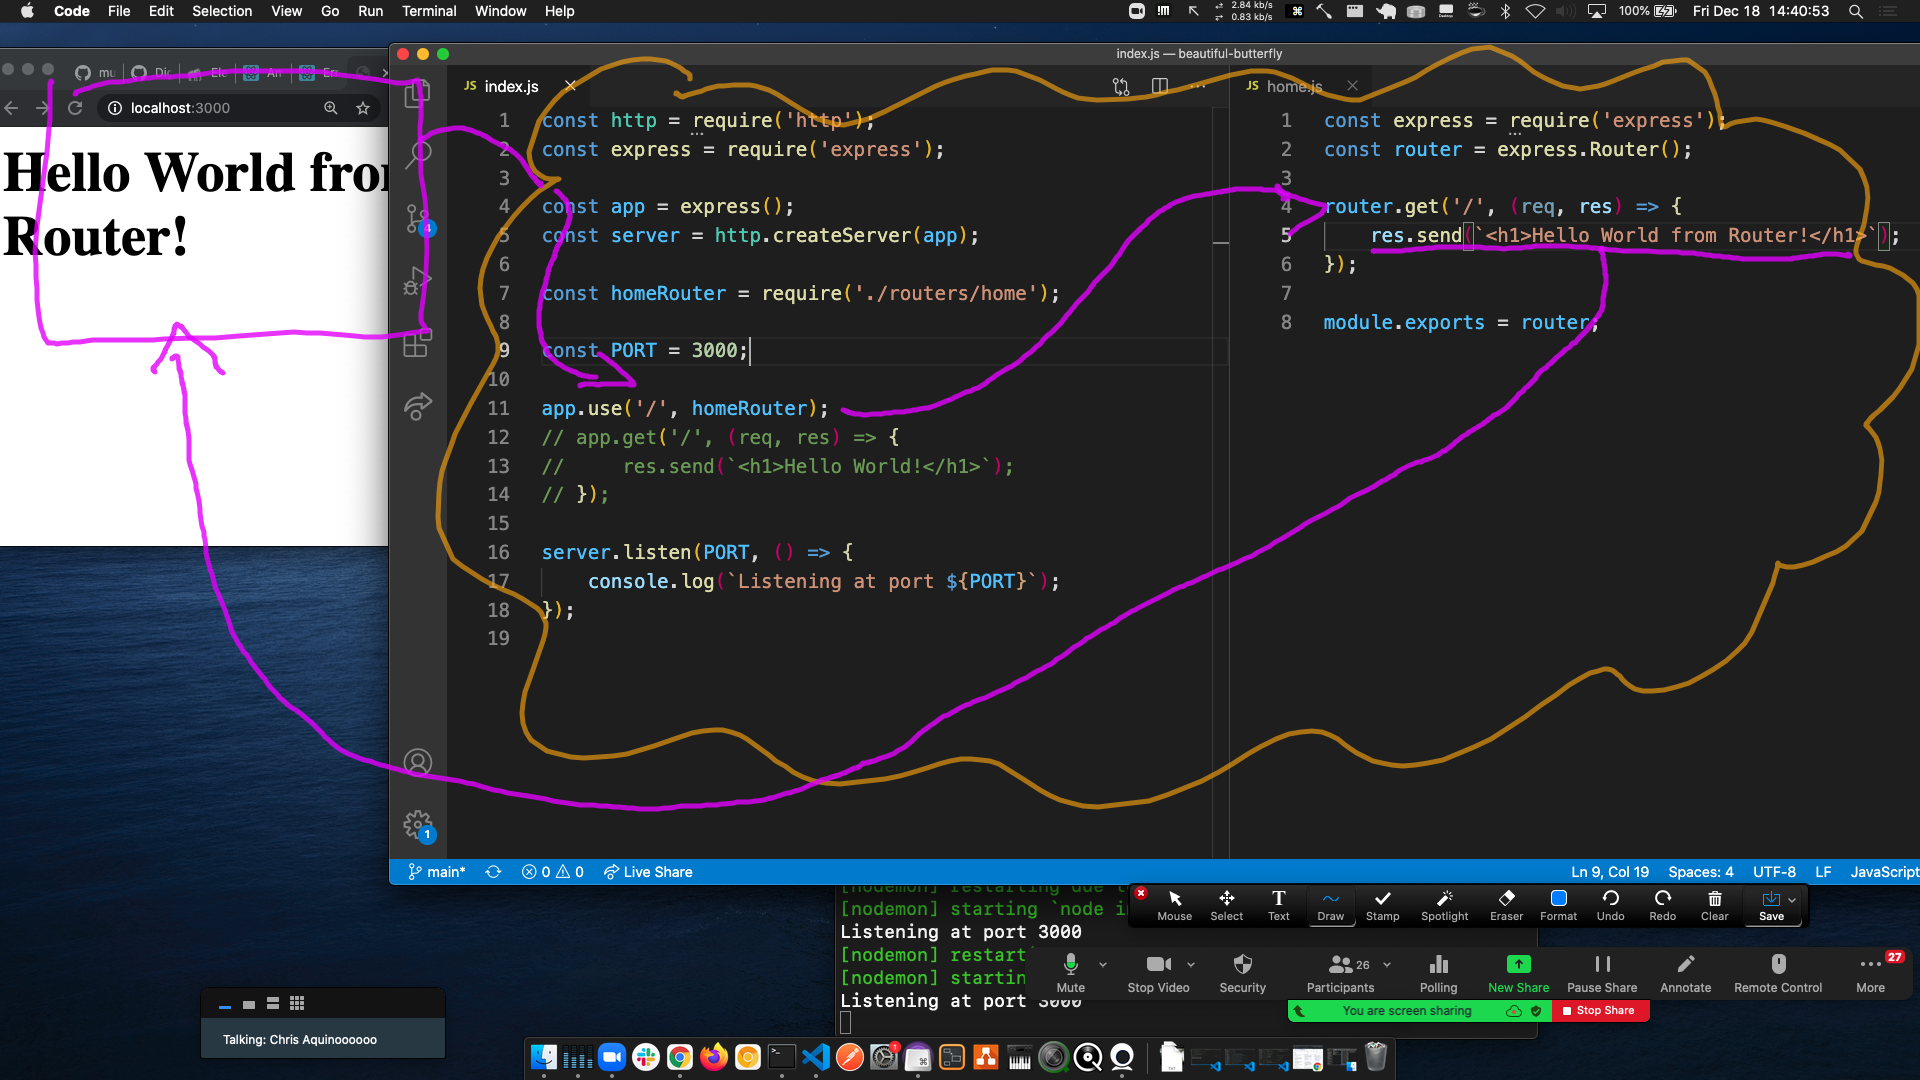 Code File Edit Selection View Go Run Terminal Window Help
2.84 kb/s
0.83 kb/s
100%
Fri Dec 18 14:40:53
index.js — beautiful-butterfly
localhost:3000
Hello World from
Router!
JS index.js
1 const http = require('http');
2 const express = require('express');
3
4 const app = express();
5 const server = http.createServer(app);
6
7 const homeRouter = require('./routers/home');
8
9 const PORT = 3000;
10
11 app.use('/', homeRouter);
12 // app.get('/', (req, res) => {
13 //     res.send(`<h1>Hello World!</h1>`);
14 // });
15
16 server.listen(PORT, () => {
17     console.log(`Listening at port ${PORT}`);
18 });
19
JS home.js
1 const express = require('express');
2 const router = express.Router();
3
4 router.get('/', (req, res) => {
5     res.send(`<h1>Hello World from Router!</h1>`);
6 });
7
8 module.exports = router;
4
1
main* 0 0 Live Share
Ln 9, Col 19 Spaces: 4 UTF-8 LF JavaScript
[nodemon] restarting due
[nodemon] starting `node in
Listening at port 3000
[nodemon] restart
[nodemon] startin
Listening at port 3000
Mouse Select Text Draw Stamp Spotlight Eraser Format Undo Redo Clear Save
26
27
Mute Stop Video Security Participants Polling New Share Pause Share Annotate Remote Control More
You are screen sharing Stop Share
Talking: Chris Aquinoooooo